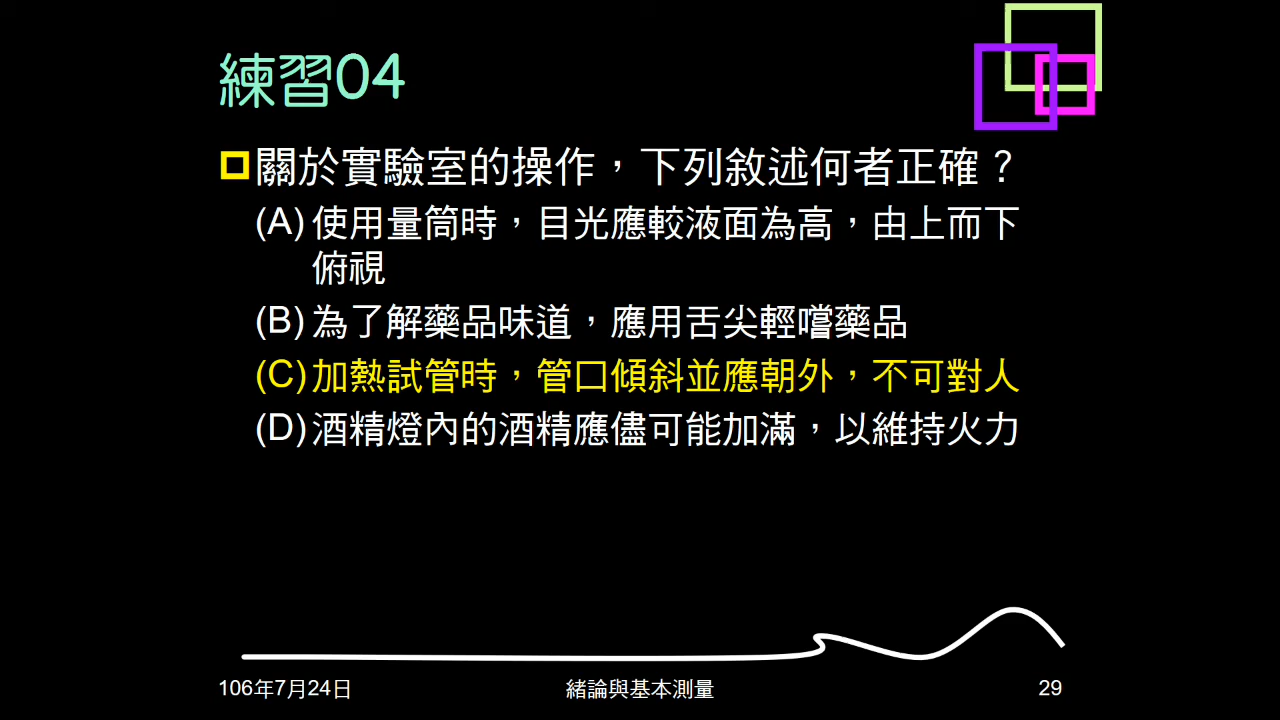 練習04
關於實驗室的操作，下列敘述何者正確？
(A) 使用量筒時，目光應較液面為高，由上而下
俯視
(B) 為了解藥品味道，應用舌尖輕嚐藥品
(C) 加熱試管時，管口傾斜並應朝外，不可對人
(D) 酒精燈內的酒精應儘可能加滿，以維持火力
106年7月24日
緒論與基本測量
29